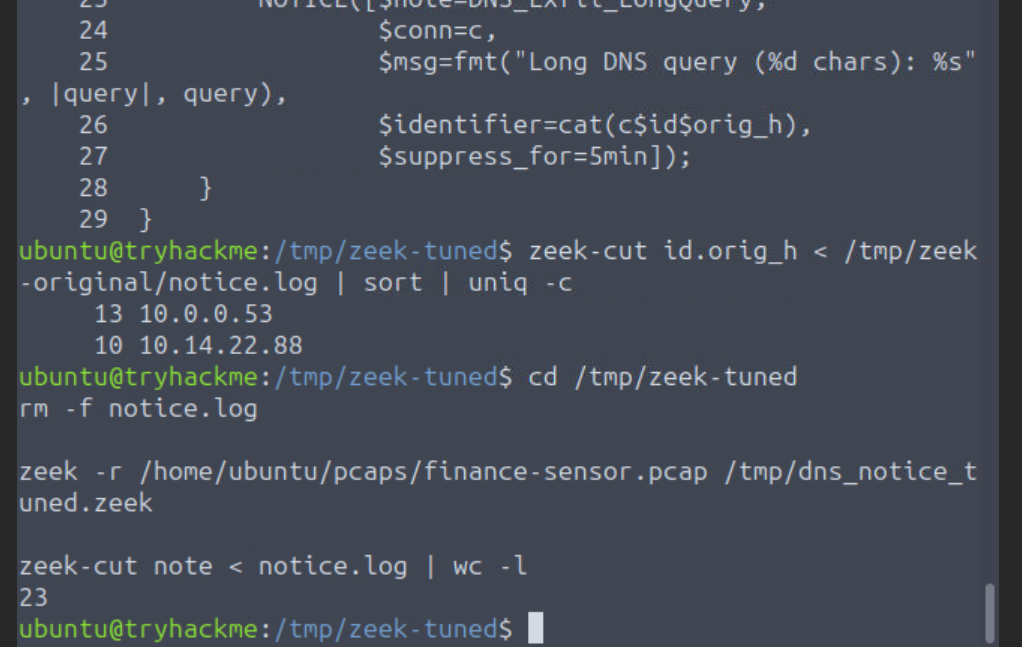 23          NOTICE([$note=DNS_Exfil_LongQuery,
24                  $conn=c,
25                  $msg=fmt("Long DNS query (%d chars): %s"
, |query|, query),
26                  $identifier=cat(c$id$orig_h),
27                  $suppress_for=5min]);
28      }
29  }
ubuntu@tryhackme:/tmp/zeek-tuned$ zeek-cut id.orig_h < /tmp/zeek
-original/notice.log | sort | uniq -c
     13 10.0.0.53
     10 10.14.22.88
ubuntu@tryhackme:/tmp/zeek-tuned$ cd /tmp/zeek-tuned
rm -f notice.log
zeek -r /home/ubuntu/pcaps/finance-sensor.pcap /tmp/dns_notice_t
uned.zeek
zeek-cut note < notice.log | wc -l
23
ubuntu@tryhackme:/tmp/zeek-tuned$